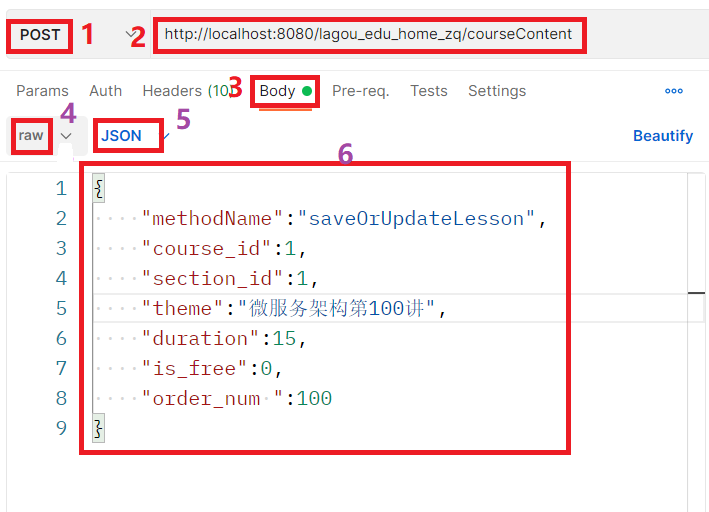 POST 1 2 http://localhost:8080/lagou_edu_home_zq/courseContent
Params Auth Headers (10) 3 Body Pre-req. Tests Settings
raw 4 JSON 5 Beautify
6
1 {
2 "methodName":"saveOrUpdateLesson",
3 "course_id":1,
4 "section_id":1,
5 "theme":"微服务架构第100讲",
6 "duration":15,
7 "is_free":0,
8 "order_num ":100
9 }